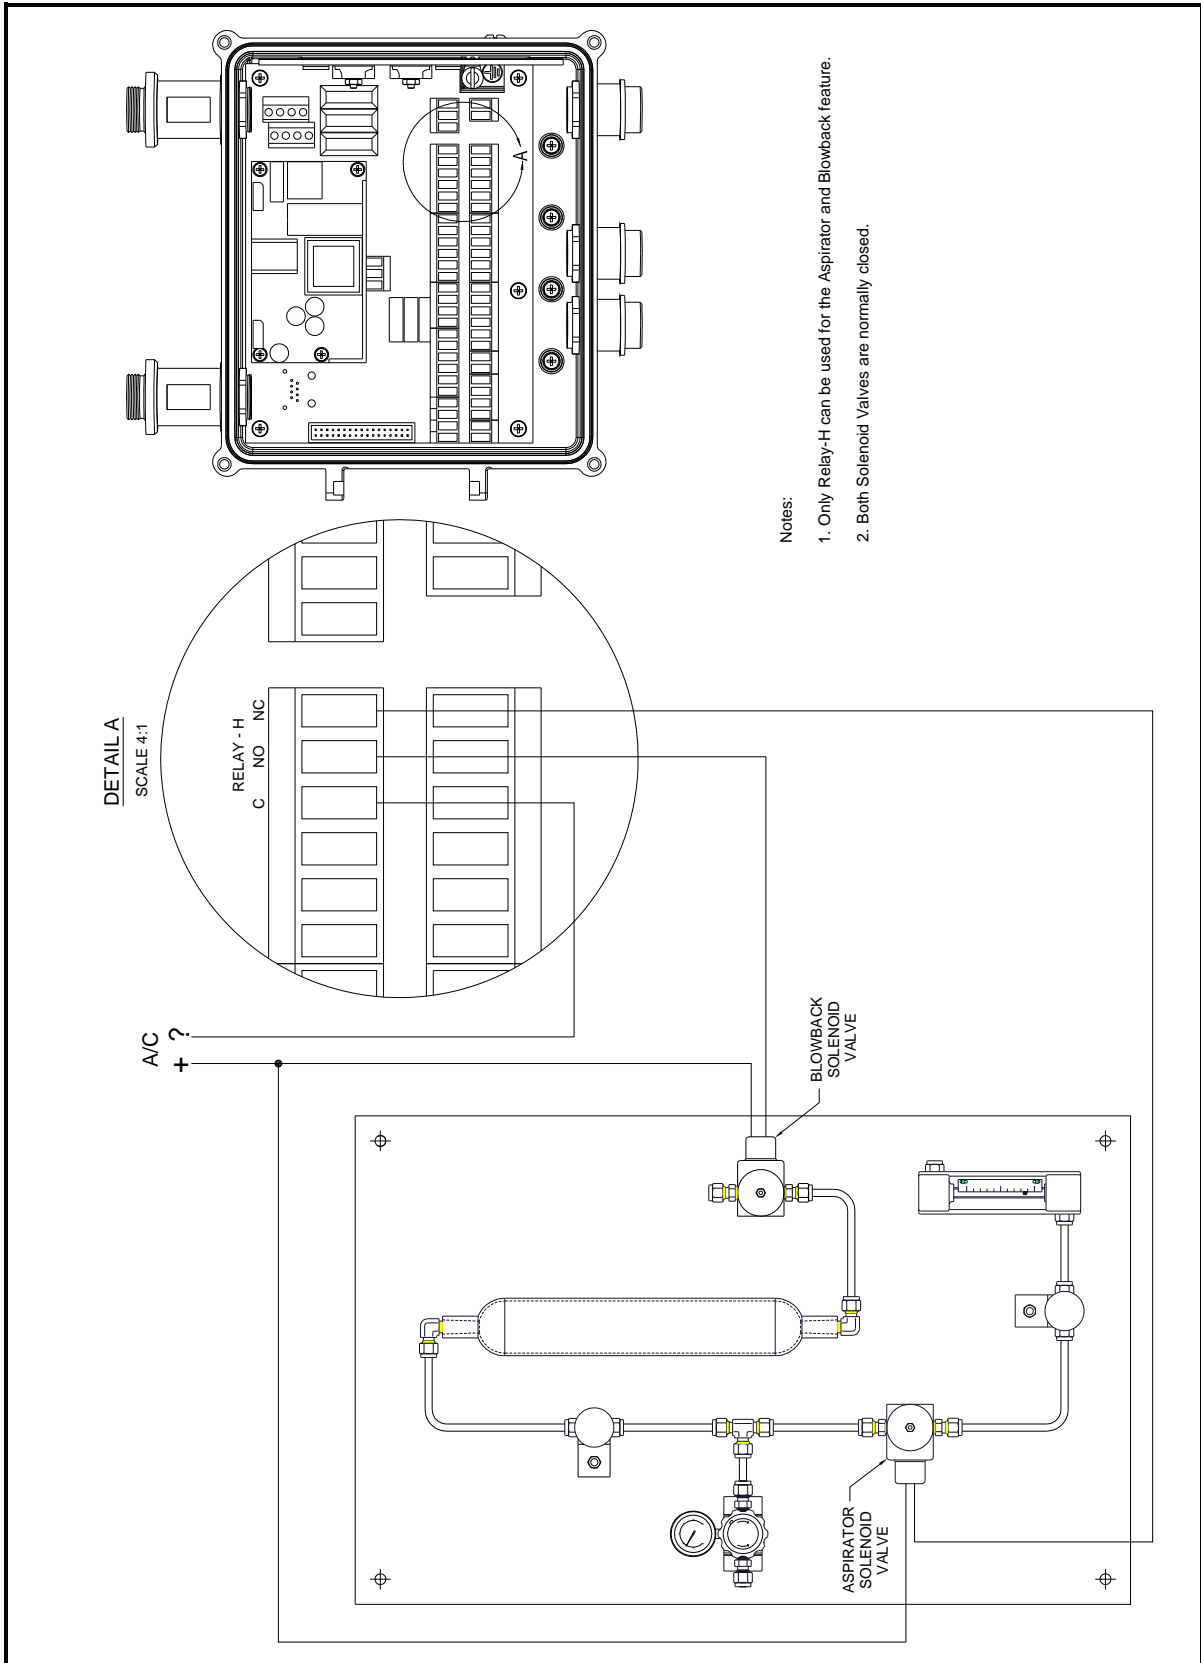 DETAIL A
SCALE 4:1
RELAY - H
C NO NC
A
A/C
+ ?
BLOWBACK
SOLENOID
VALVE
ASPIRATOR
SOLENOID
VALVE
Notes:
1. Only Relay-H can be used for the Aspirator and Blowback feature.
2. Both Solenoid Valves are normally closed.